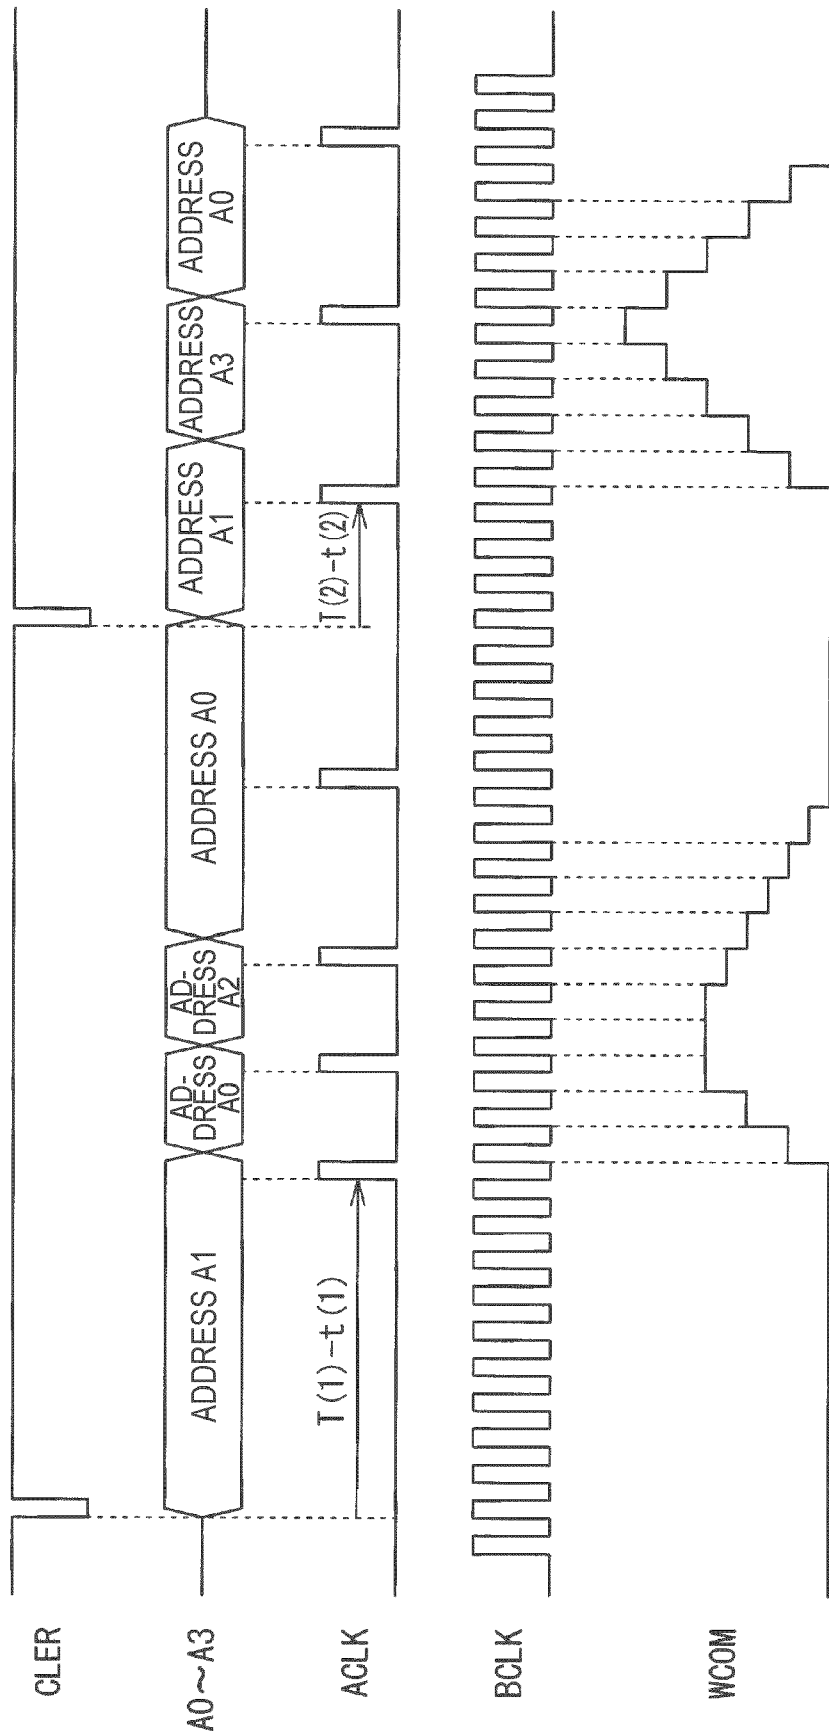 CLER
A0~A3
ADDRESS A1
AD-
DRESS
A0
AD-
DRESS
A2
ADDRESS A0
ADDRESS
A1
ADDRESS
A3
ADDRESS
A0
ACLK
T(1)-t(1)
T(2)-t(2)
BCLK
WCOM